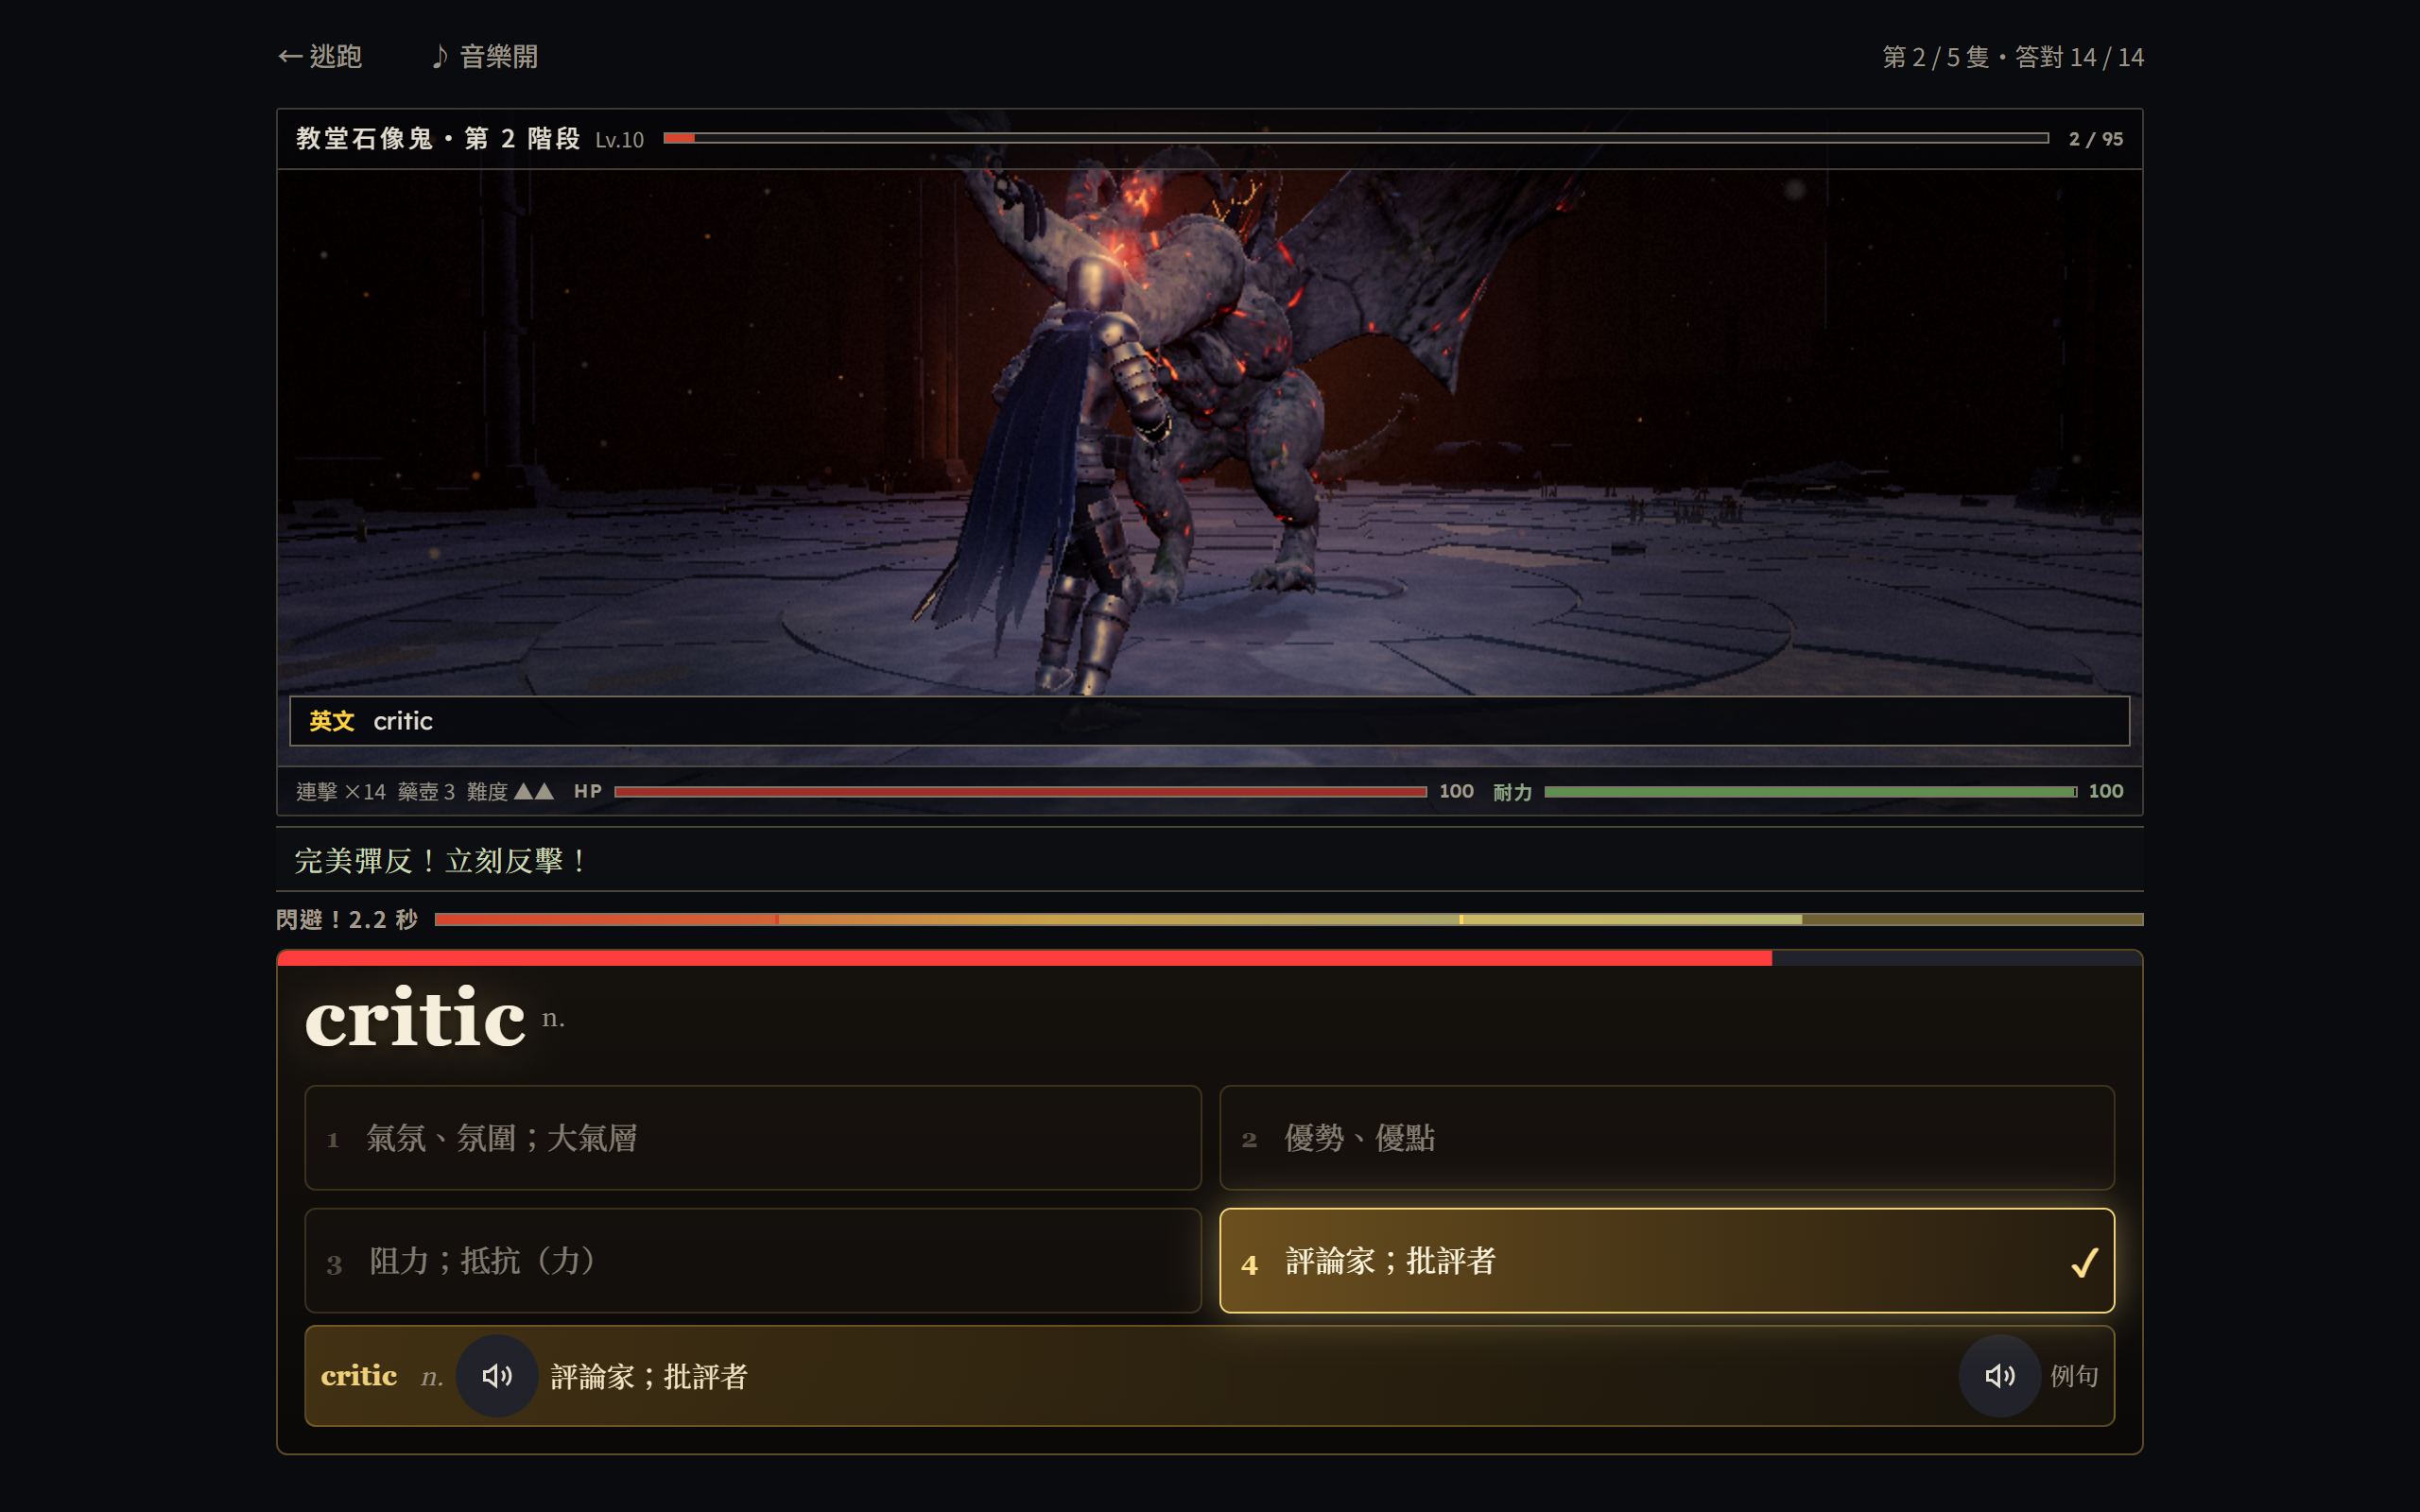 ← 逃跑 ♪ 音樂開 第 2 / 5 隻・答對 14 / 14
教堂石像鬼・第 2 階段 Lv.10 2 / 95
英文 critic
連擊 ×14 藥壺 3 難度 ▲▲ HP 100 耐力 100
完美彈反！立刻反擊！
閃避！2.2 秒
critic n.
1 氣氛、氛圍；大氣層
2 優勢、優點
3 阻力；抵抗（力）
4 評論家；批評者 ✓
critic n. 評論家；批評者 例句